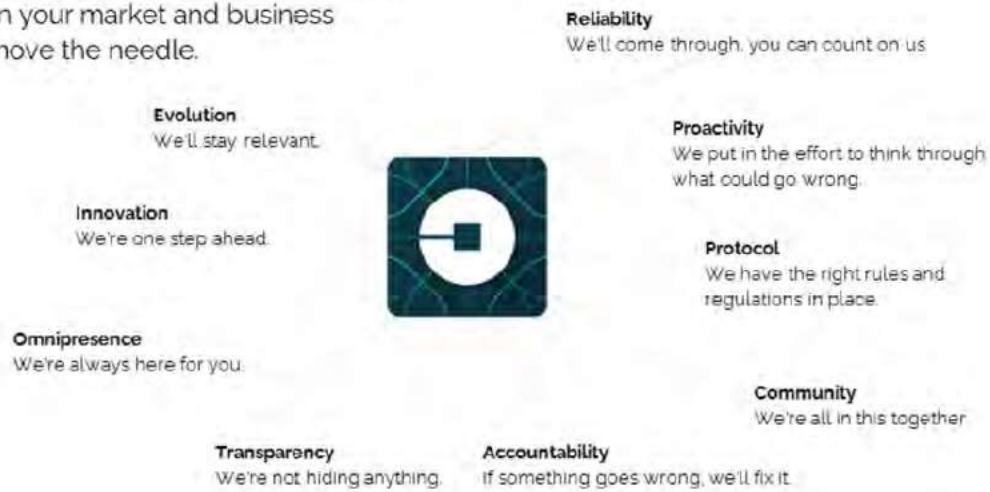 n your market and business
move the needle.
Reliability
We'll come through, you can count on us
Evolution
We'll stay relevant.
Proactivity
We put in the effort to think through
what could go wrong.
Innovation
We're one step ahead.
Protocol
We have the right rules and
regulations in place.
Omnipresence
We're always here for you.
Community
We're all in this together
Transparency
We're not hiding anything.
Accountability
If something goes wrong, we'll fix it